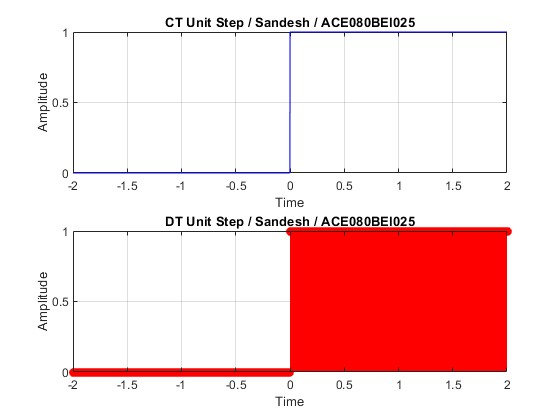 CT Unit Step / Sandesh / ACE080BEI025
1
0.5
0
Amplitude
-2 -1.5 -1 -0.5 0 0.5 1 1.5 2
Time
DT Unit Step / Sandesh / ACE080BEI025
1
0.5
0
Amplitude
-2 -1.5 -1 -0.5 0 0.5 1 1.5 2
Time